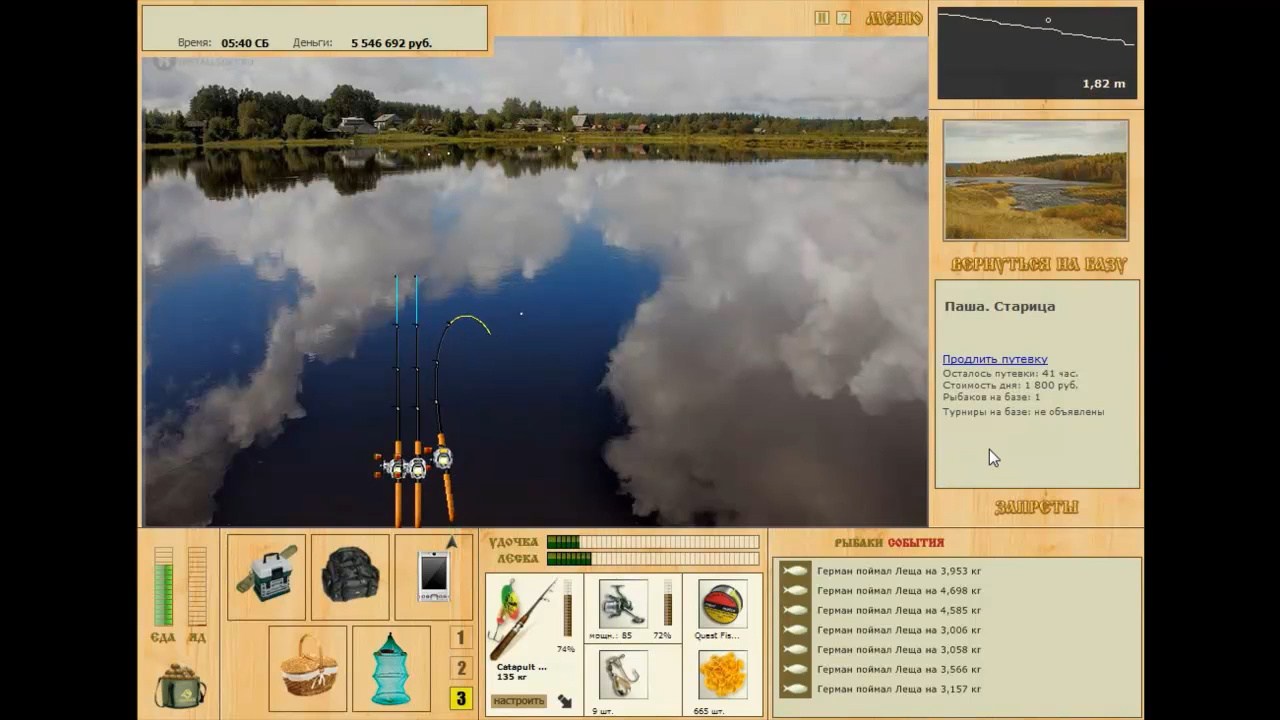 Время: 05:40 СБ Деньги: 5 546 692 руб.
? МЕНЮ
1,82 m
ВЕРНУТЬСЯ НА БАЗУ
Паша. Старица
Продлить путевку
Осталось путевки: 41 час.
Стоимость дня: 1 800 руб.
Рыбаков на базе: 1
Турниры на базе: не объявлены
ЗАПРЕТЫ
УДОЧКА
ЛЕСКА
РЫБАКИ СОБЫТИЯ
Герман поймал Леща на 3,953 кг
Герман поймал Леща на 4,698 кг
Герман поймал Леща на 4,585 кг
Герман поймал Леща на 3,006 кг
Герман поймал Леща на 3,058 кг
Герман поймал Леща на 3,566 кг
Герман поймал Леща на 3,157 кг
ЕДА ЯД
1
2
3
74%
Catapult ...
135 кг
настроить
мощн.: 85 72%
Quest Fis...
9 шт.
665 шт.